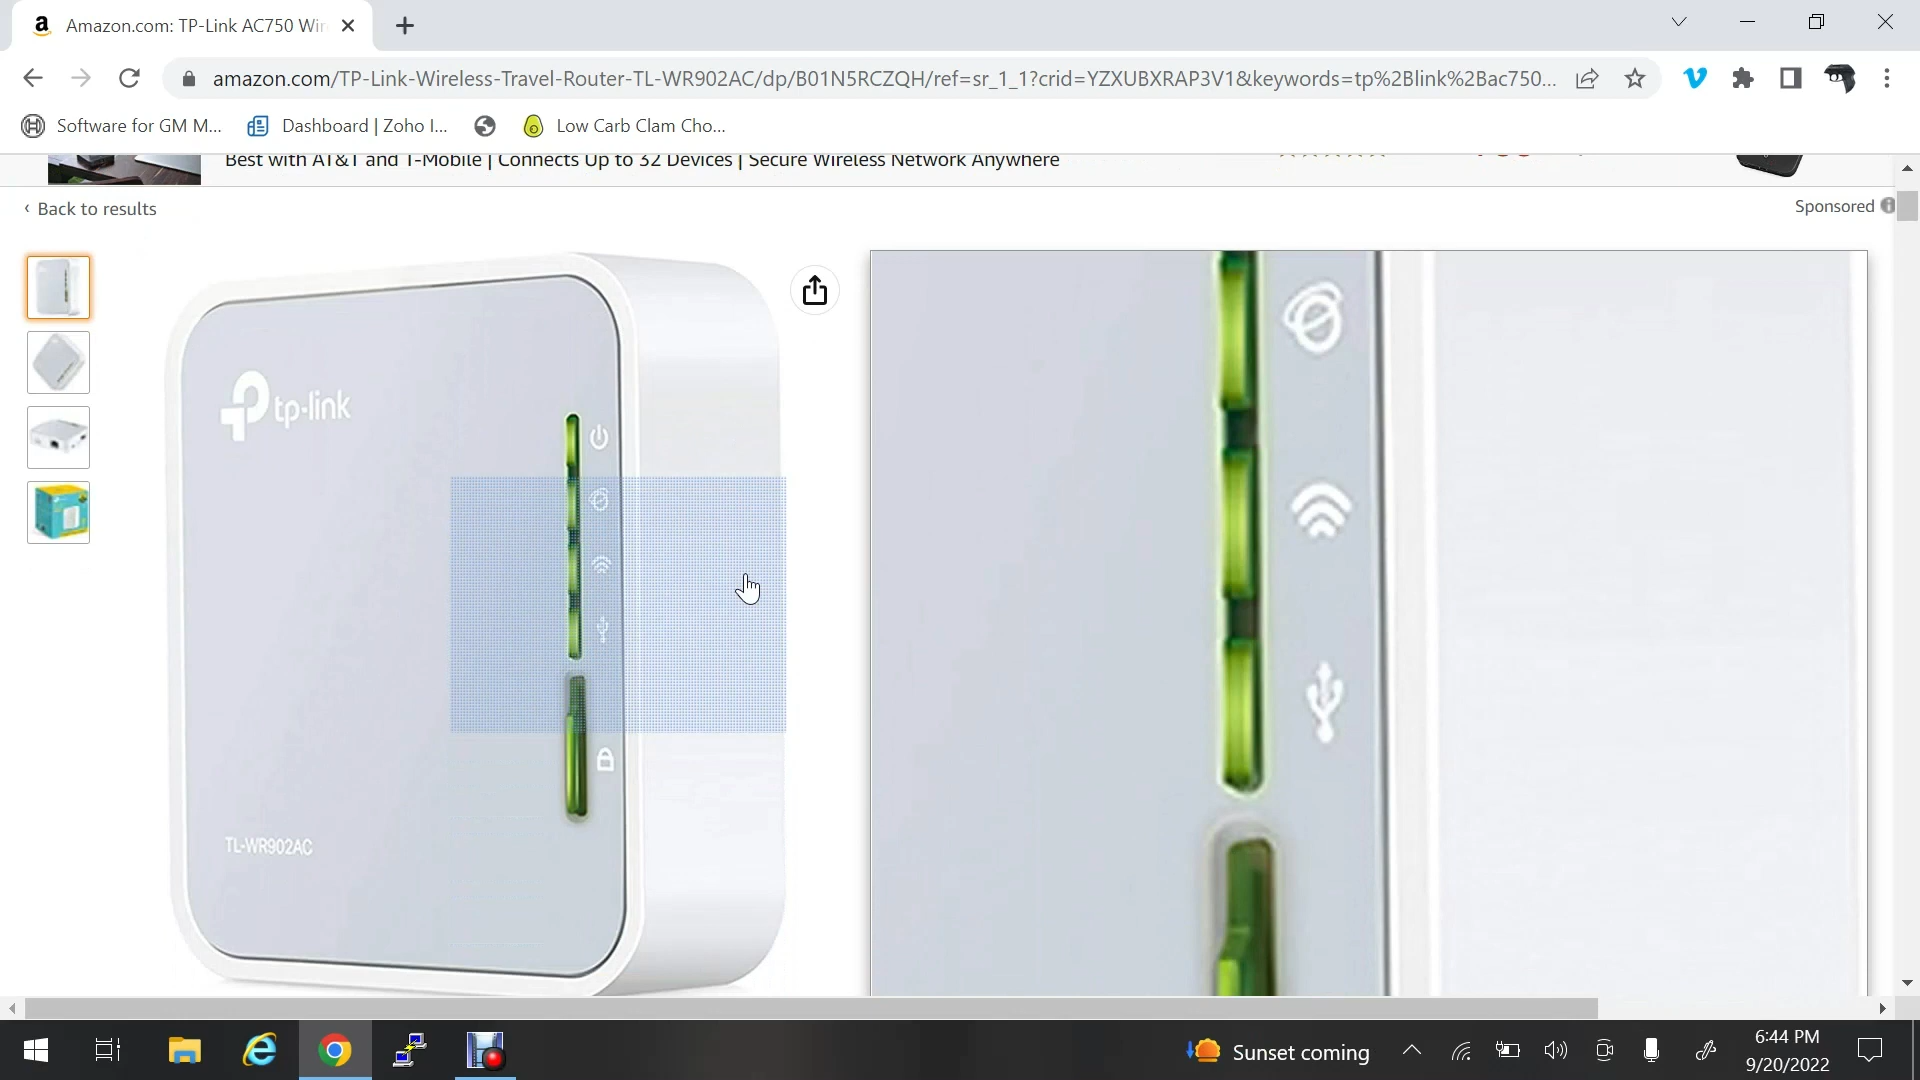 Amazon.com: TP-Link AC750 Wir
amazon.com/TP-Link-Wireless-Travel-Router-TL-WR902AC/dp/B01N5RCZQH/ref=sr_1_1?crid=YZXUBXRAP3V1&keywords=tp%2Blink%2Bac750...
Software for GM M... Dashboard | Zoho I... Low Carb Clam Cho...
Best with AT&T and T-Mobile | Connects Up to 32 Devices | Secure Wireless Network Anywhere
‹ Back to results
Sponsored
tp-link
TL-WR902AC
Sunset coming
6:44 PM
9/20/2022